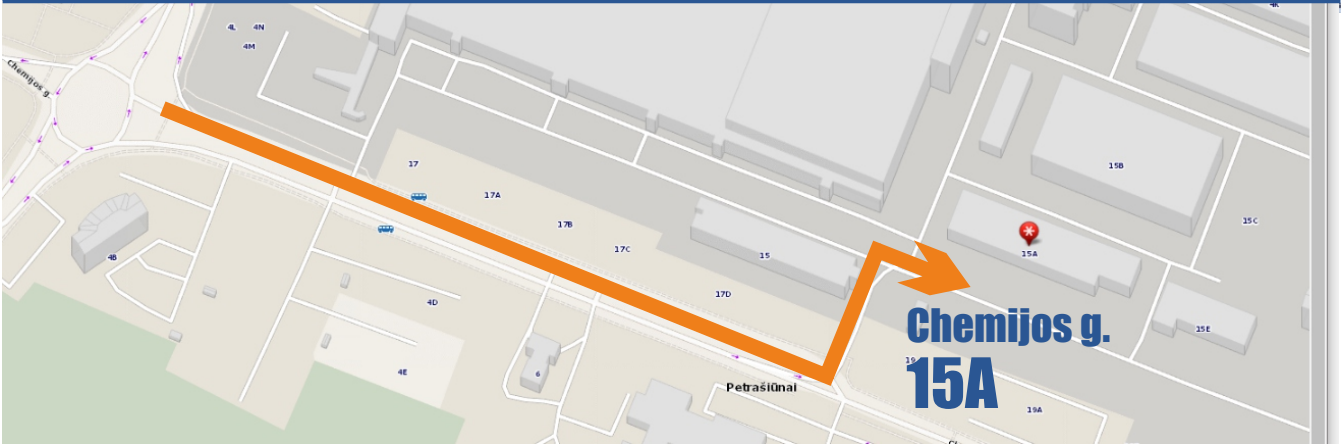 4K
4L 4N
4M
Chemijos g.
17
15B
17A
15C
17B
17C
15
15A
4B
17D
4D
Chemijos g.
15E
19
15A
4E
6
Petrašiūnai
19A